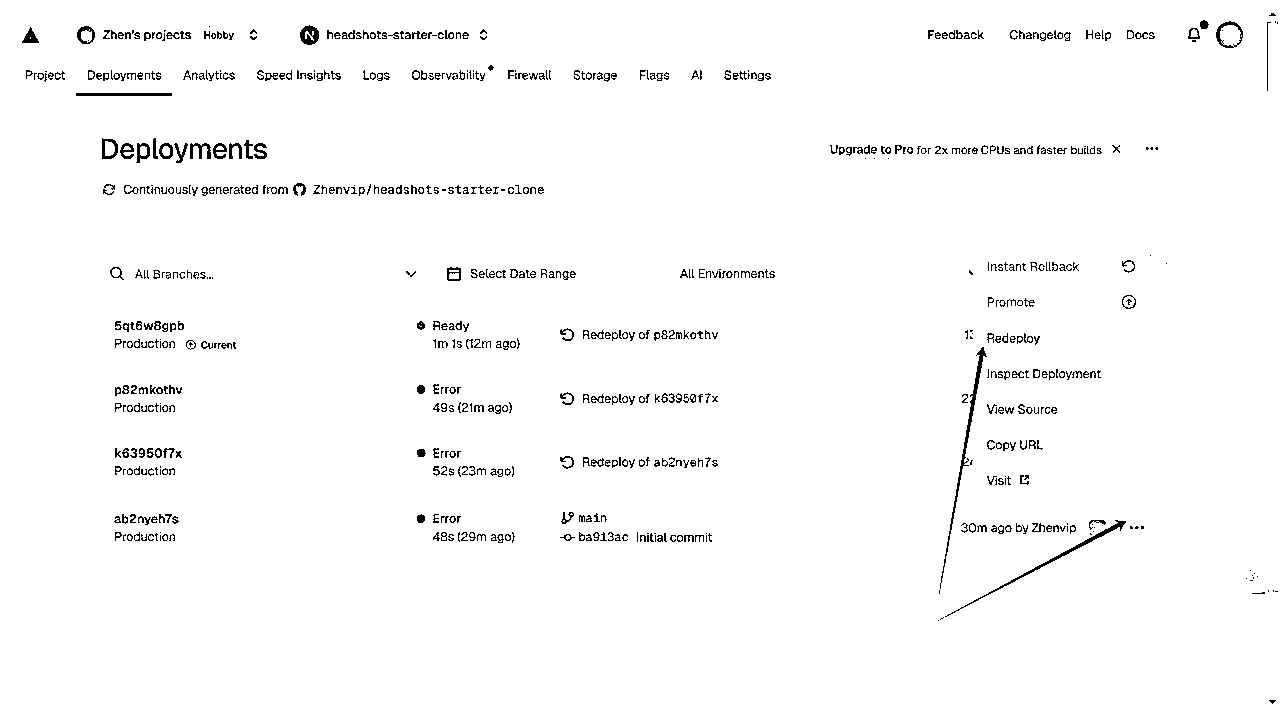 Zhen's projects Hobby headshots-starter-clone Feedback Changelog Help Docs
Project Deployments Analytics Speed Insights Logs Observability Firewall Storage Flags AI Settings
Deployments
Upgrade to Pro for 2x more CPUs and faster builds
Continuously generated from Zhenvip/headshots-starter-clone
All Branches... Select Date Range All Environments
Instant Rollback
Promote
Redeploy
Inspect Deployment
View Source
Copy URL
Visit
5qt6w8gpb Ready
Production Current 1m 1s (12m ago) Redeploy of p82mkothv
p82mkothv Error
Production 49s (21m ago) Redeploy of k63950f7x
k63950f7x Error
Production 52s (23m ago) Redeploy of ab2nyeh7s
ab2nyeh7s Error main
Production 48s (29m ago) ba913ac Initial commit
30m ago by Zhenvip